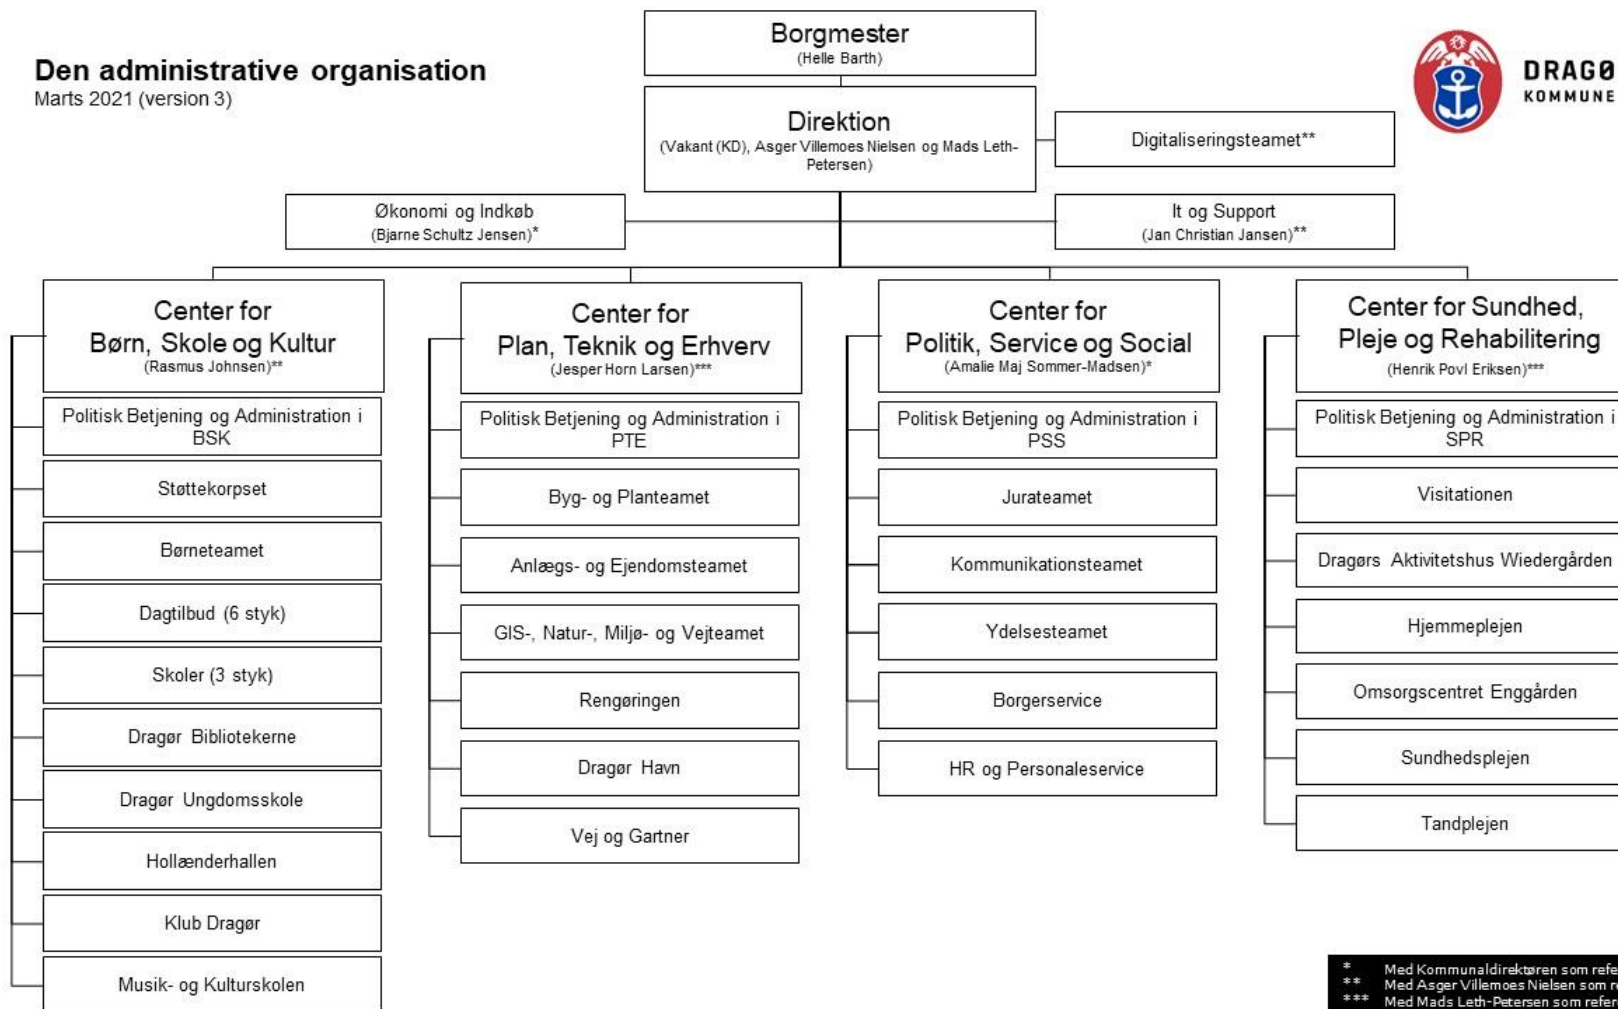 Den administrative organisation
Marts 2021 (version 3)
Borgmester
(Helle Barth)
DRAGØ
KOMMUNE
Direktion
(Vakant (KD), Asger Villemoes Nielsen og Mads Leth-
Petersen)
Digitaliseringsteamet**
Økonomi og Indkøb
(Bjarne Schultz Jensen)*
It og Support
(Jan Christian Jansen)**
Center for
Børn, Skole og Kultur
(Rasmus Johnsen)**
Politisk Betjening og Administration i
BSK
Støttekorpset
Børneteamet
Dagtilbud (6 styk)
Skoler (3 styk)
Dragør Bibliotekerne
Dragør Ungdomsskole
Hollænderhallen
Klub Dragør
Musik- og Kulturskolen
Center for
Plan, Teknik og Erhverv
(Jesper Horn Larsen)***
Politisk Betjening og Administration i
PTE
Byg- og Planteamet
Anlægs- og Ejendomsteamet
GIS-, Natur-, Miljø- og Vejteamet
Rengøringen
Dragør Havn
Vej og Gartner
Center for
Politik, Service og Social
(Amalie Maj Sommer-Madsen)*
Politisk Betjening og Administration i
PSS
Jurateamet
Kommunikationsteamet
Ydelsesteamet
Borgerservice
HR og Personaleservice
Center for Sundhed,
Pleje og Rehabilitering
(Henrik Povl Eriksen)***
Politisk Betjening og Administration i
SPR
Visitationen
Dragørs Aktivitetshus Wiedergården
Hjemmeplejen
Omsorgscentret Enggården
Sundhedsplejen
Tandplejen
* Med Kommunaldirektøren som refe
** Med Asger Villemoes Nielsen som re
*** Med Mads Leth-Petersen som refer